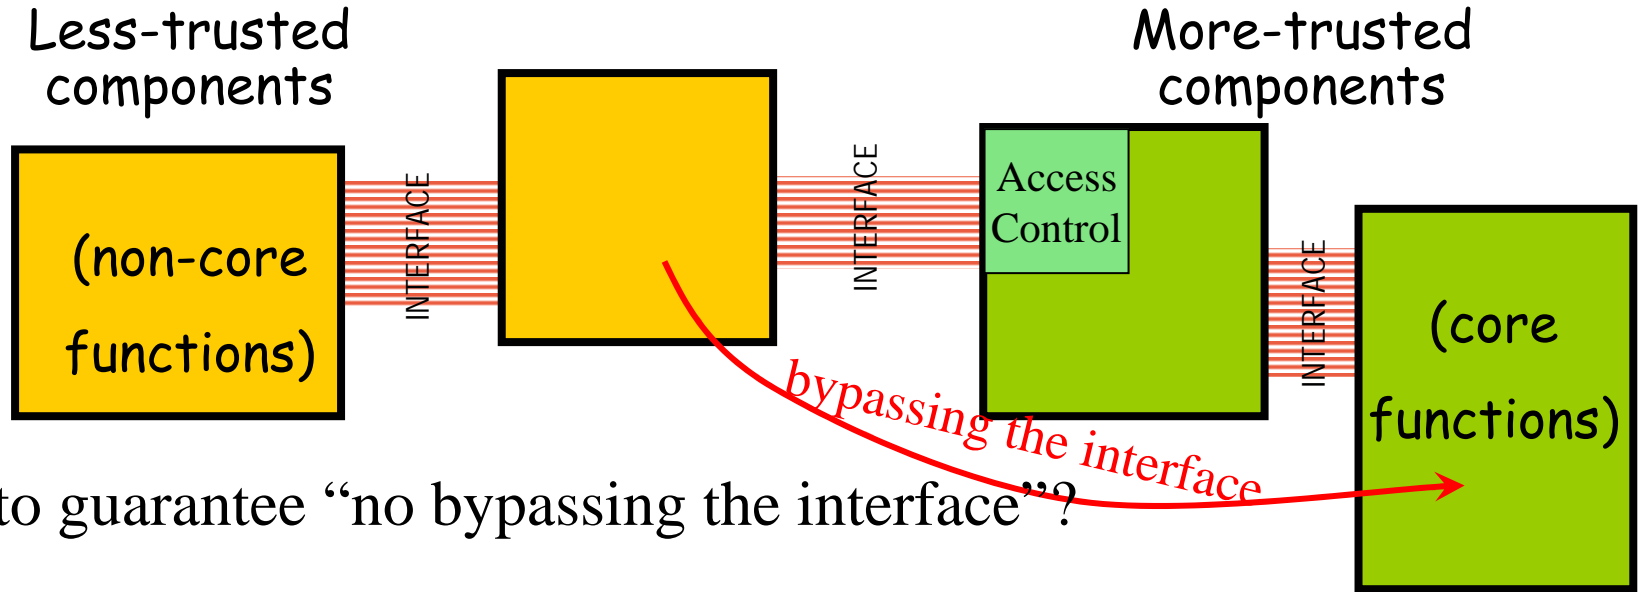 Less-trusted
components
More-trusted
components
(non-core
functions)
INTERFACE
INTERFACE
Access
Control
INTERFACE
(core
functions)
bypassing the interface
to guarantee “no bypassing the interface”?